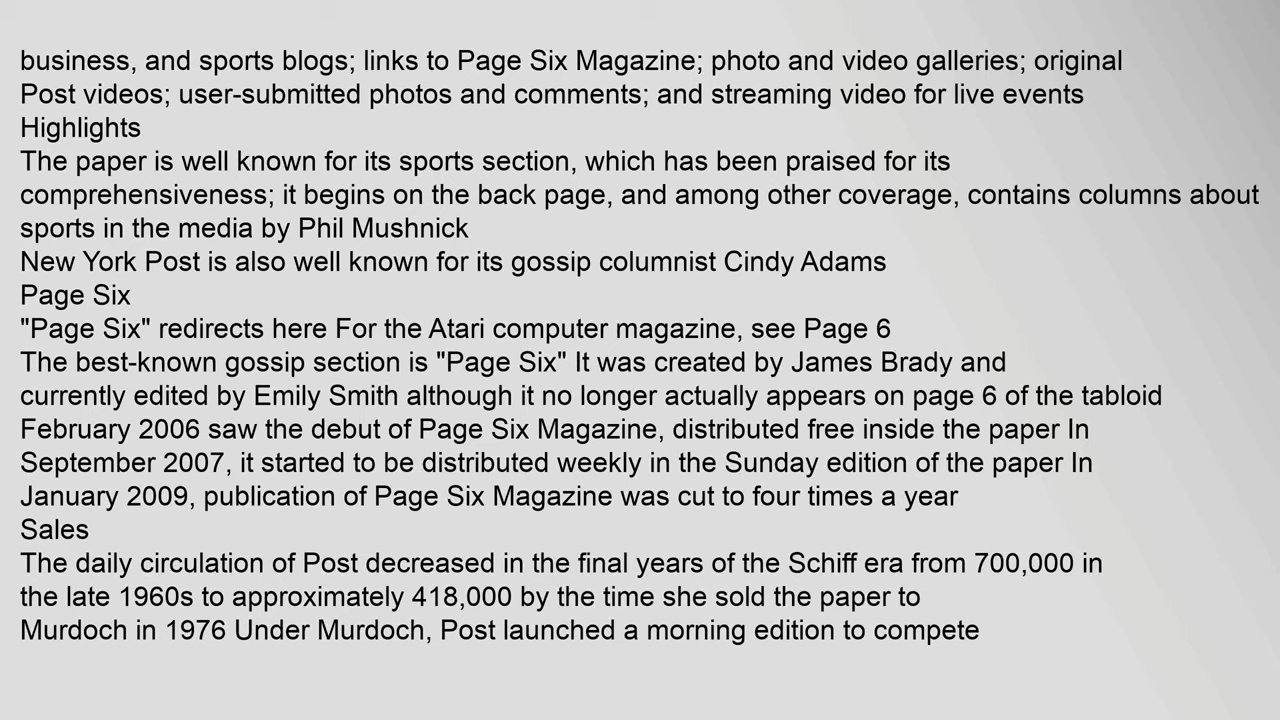 business, and sports blogs; links to Page Six Magazine; photo and video galleries; original
Post videos; user-submitted photos and comments; and streaming video for live events
Highlights
The paper is well known for its sports section, which has been praised for its
comprehensiveness; it begins on the back page, and among other coverage, contains columns about
sports in the media by Phil Mushnick
New York Post is also well known for its gossip columnist Cindy Adams
Page Six
"Page Six" redirects here For the Atari computer magazine, see Page 6
The best-known gossip section is "Page Six" It was created by James Brady and
currently edited by Emily Smith although it no longer actually appears on page 6 of the tabloid
February 2006 saw the debut of Page Six Magazine, distributed free inside the paper In
September 2007, it started to be distributed weekly in the Sunday edition of the paper In
January 2009, publication of Page Six Magazine was cut to four times a year
Sales
The daily circulation of Post decreased in the final years of the Schiff era from 700,000 in
the late 1960s to approximately 418,000 by the time she sold the paper to
Murdoch in 1976 Under Murdoch, Post launched a morning edition to compete